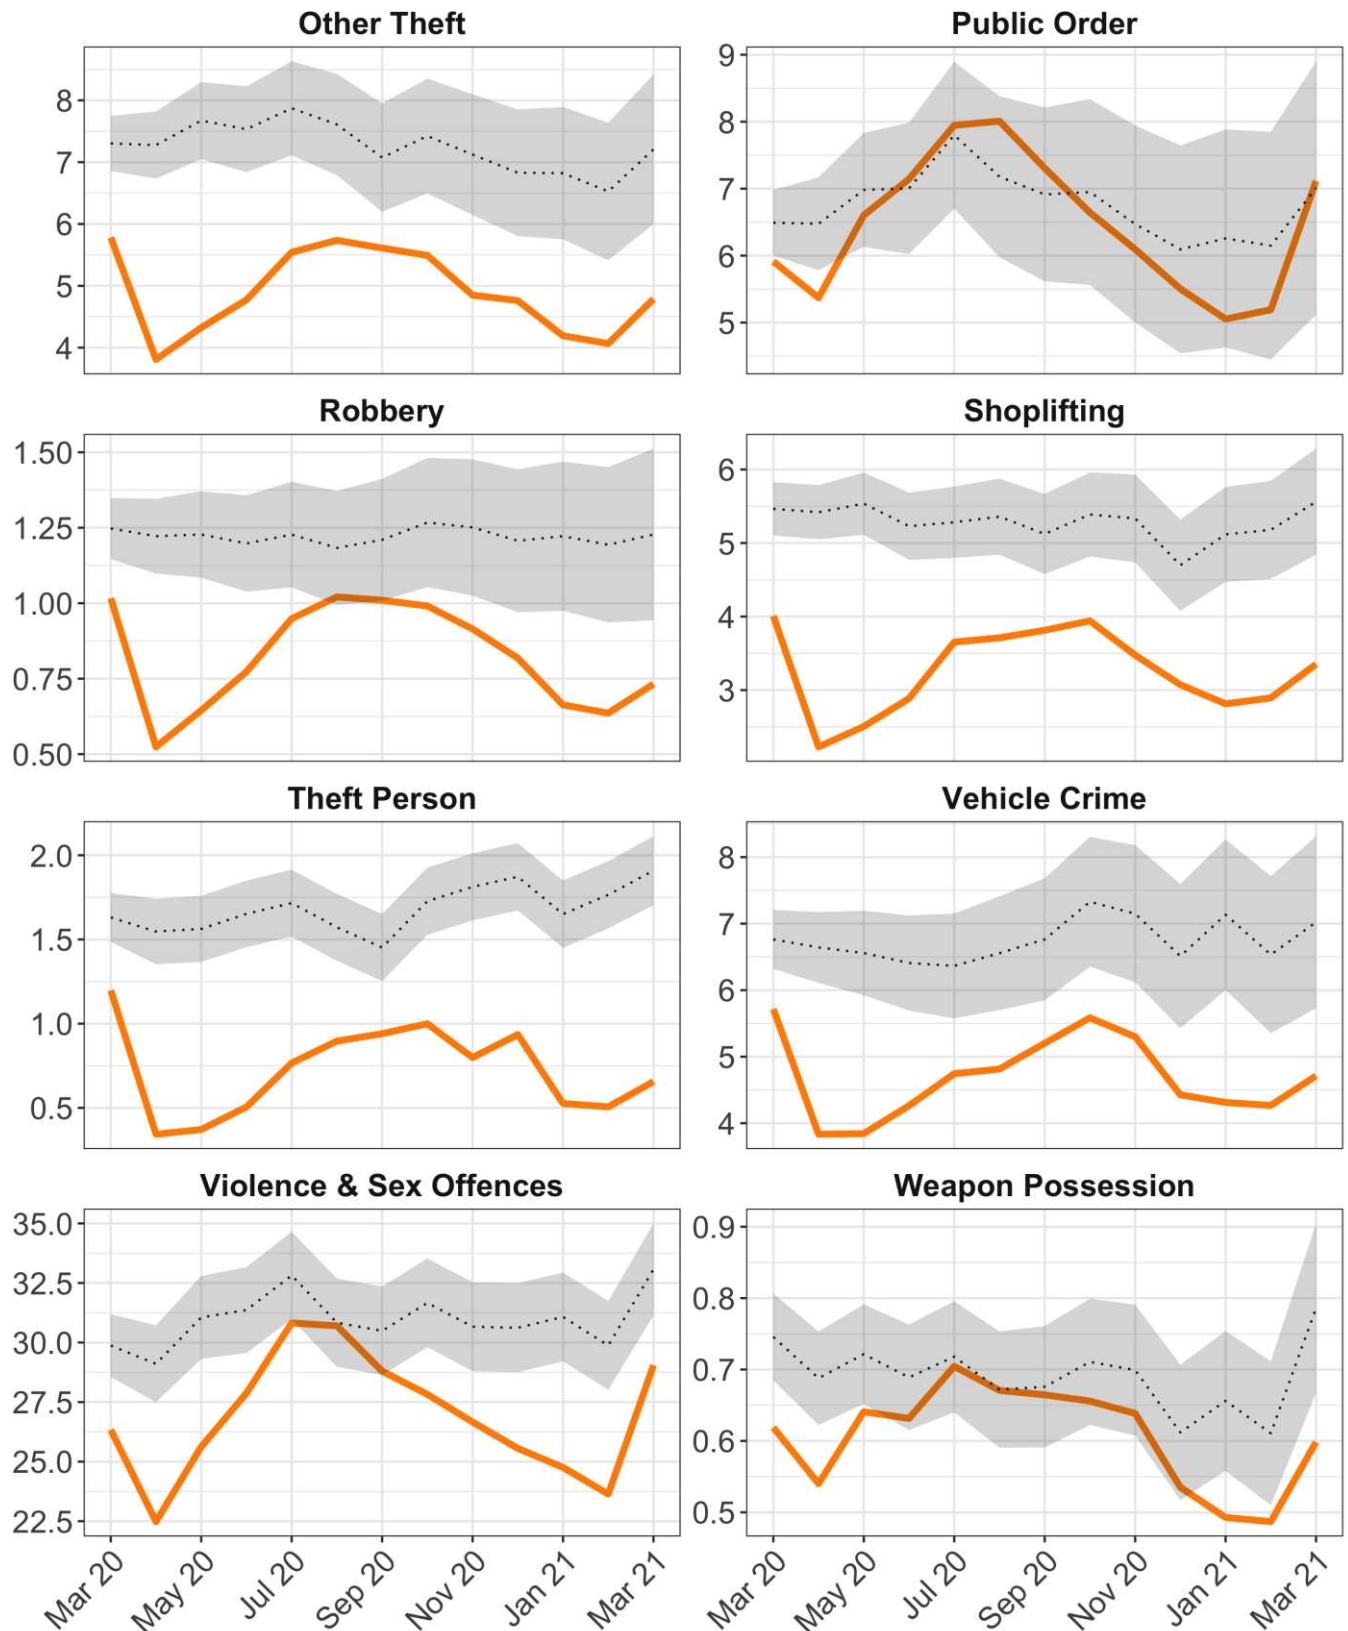 Other Theft
8
7
6
5
4
Public Order
9
8
7
6
5
Robbery
1.50
1.25
1.00
0.75
0.50
Shoplifting
6
5
4
3
Theft Person
2.0
1.5
1.0
0.5
Vehicle Crime
8
7
6
5
4
Violence & Sex Offences
35.0
32.5
30.0
27.5
25.0
22.5
Weapon Possession
0.9
0.8
0.7
0.6
0.5
Mar 20
May 20
Jul 20
Sep 20
Nov 20
Jan 21
Mar 21
Mar 20
May 20
Jul 20
Sep 20
Nov 20
Jan 21
Mar 21